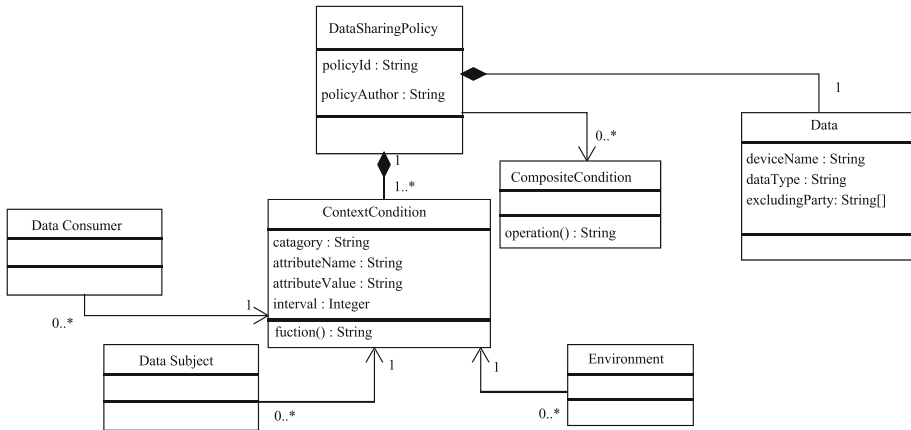 DataSharingPolicy
policyId : String
policyAuthor : String
1
0..*
1
1..*
Data
deviceName : String
dataType : String
excludingParty: String[]
CompositeCondition
operation() : String
ContextCondition
catagory : String
attributeName : String
attributeValue : String
interval : Integer
fuction() : String
Data Consumer
1
0..*
Data Subject
1
0..*
Environment
1
0..*